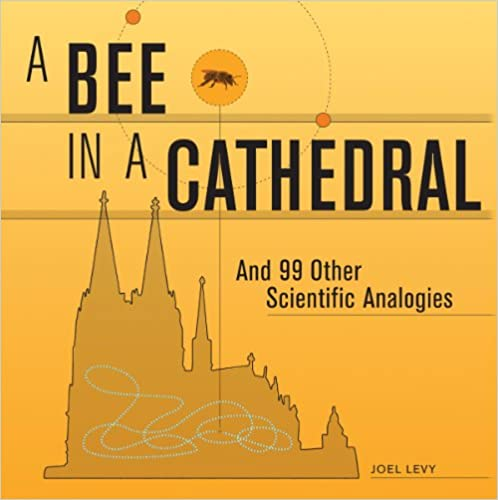 A BEE
IN A CATHEDRAL
And 99 Other
Scientific Analogies
JOEL LEVY